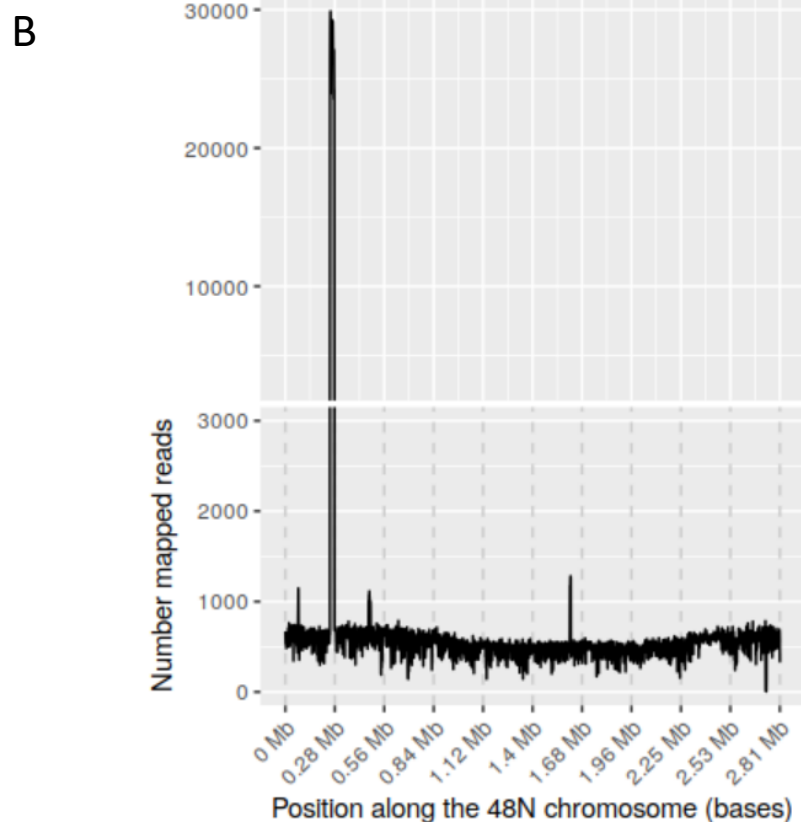 B
30000
20000
10000
3000
2000
1000
0
Number mapped reads
0 Mb
0.28 Mb
0.56 Mb
0.84 Mb
1.12 Mb
1.4 Mb
1.68 Mb
1.96 Mb
2.25 Mb
2.53 Mb
2.81 Mb
Position along the 48N chromosome (bases)